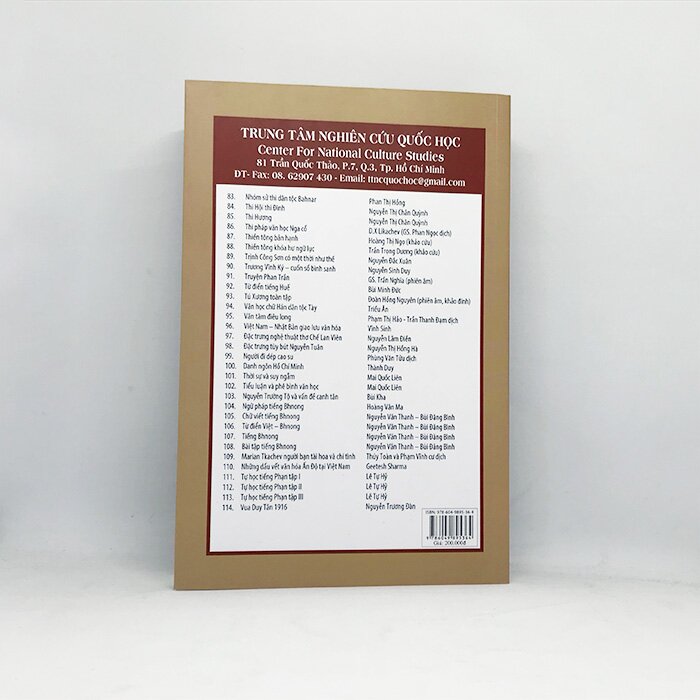 TRUNG TÂM NGHIÊN CỨU QUỐC HỌC
Center For National Culture Studies
81 Trần Quốc Thảo, P.7, Q.3, Tp. Hồ Chí Minh
ĐT- Fax: 08. 62907 430 - Email: ttncquochoc@gmail.com
83. Nhóm sử thi dân tộc Bahnar Phan Thị Hồng
84. Thi Hội thi Đình Nguyễn Thị Chân Quỳnh
85. Thi Hương Nguyễn Thị Chân Quỳnh
86. Thi pháp văn học Nga cổ D.X Likachev (GS. Phan Ngọc dịch)
87. Thiền tông bản hạnh Hoàng Thị Ngọ (khảo cứu)
88. Thiền tông khóa hư ngữ lục Trần Trọng Dương (khảo cứu)
89. Trịnh Công Sơn có một thời như thế Nguyễn Đắc Xuân
90. Trương Vĩnh Ký – cuốn sổ bình sanh Nguyễn Sinh Duy
91. Truyện Phan Trần GS. Trần Nghĩa (phiên âm)
92. Từ điển tiếng Huế Bùi Minh Đức
93. Tú Xương toàn tập Đoàn Hồng Nguyên (phiên âm, khảo đính)
94. Văn học chữ Hán dân tộc Tày Triều Ân
95. Văn tâm điêu long Phạm Thị Hảo - Trần Thanh Đạm dịch
96. Việt Nam – Nhật Bản giao lưu văn hóa Vĩnh Sính
97. Đặc trưng nghệ thuật thơ Chế Lan Viên Nguyễn Lâm Điền
98. Đặc trưng tùy bút Nguyễn Tuân Nguyễn Thị Hồng Hà
99. Người đi dép cao su Phùng Văn Tửu dịch
100. Danh ngôn Hồ Chí Minh Thành Duy
101. Thời sự và suy ngẫm Mai Quốc Liên
102. Tiểu luận và phê bình văn học Mai Quốc Liên
103. Nguyễn Trường Tộ và vấn đề canh tân Bùi Kha
104. Ngữ pháp tiếng Bhnong Hoàng Văn Ma
105. Chữ viết tiếng Bhnong Nguyễn Văn Thanh – Bùi Đăng Bình
106. Từ điển Việt – Bhnong Nguyễn Văn Thanh – Bùi Đăng Bình
107. Tiếng Bhnong Nguyễn Văn Thanh – Bùi Đăng Bình
108. Bài tập tiếng Bhnong Nguyễn Văn Thanh – Bùi Đăng Bình
109. Marian Tkachev người bạn tài hoa và chí tình Thúy Toàn và Phạm Vĩnh cư dịch
110. Những dấu vết văn hóa Ấn Độ tại Việt Nam Geetesh Sharma
111. Tự học tiếng Phạn tập I Lê Tự Hỷ
112. Tự học tiếng Phạn tập II Lê Tự Hỷ
113. Tự học tiếng Phạn tập III Lê Tự Hỷ
114. Vua Duy Tân 1916 Nguyễn Trương Đàn
ISBN: 978-604-9895-36-4
9 786049 895364
Giá: 200.000đ